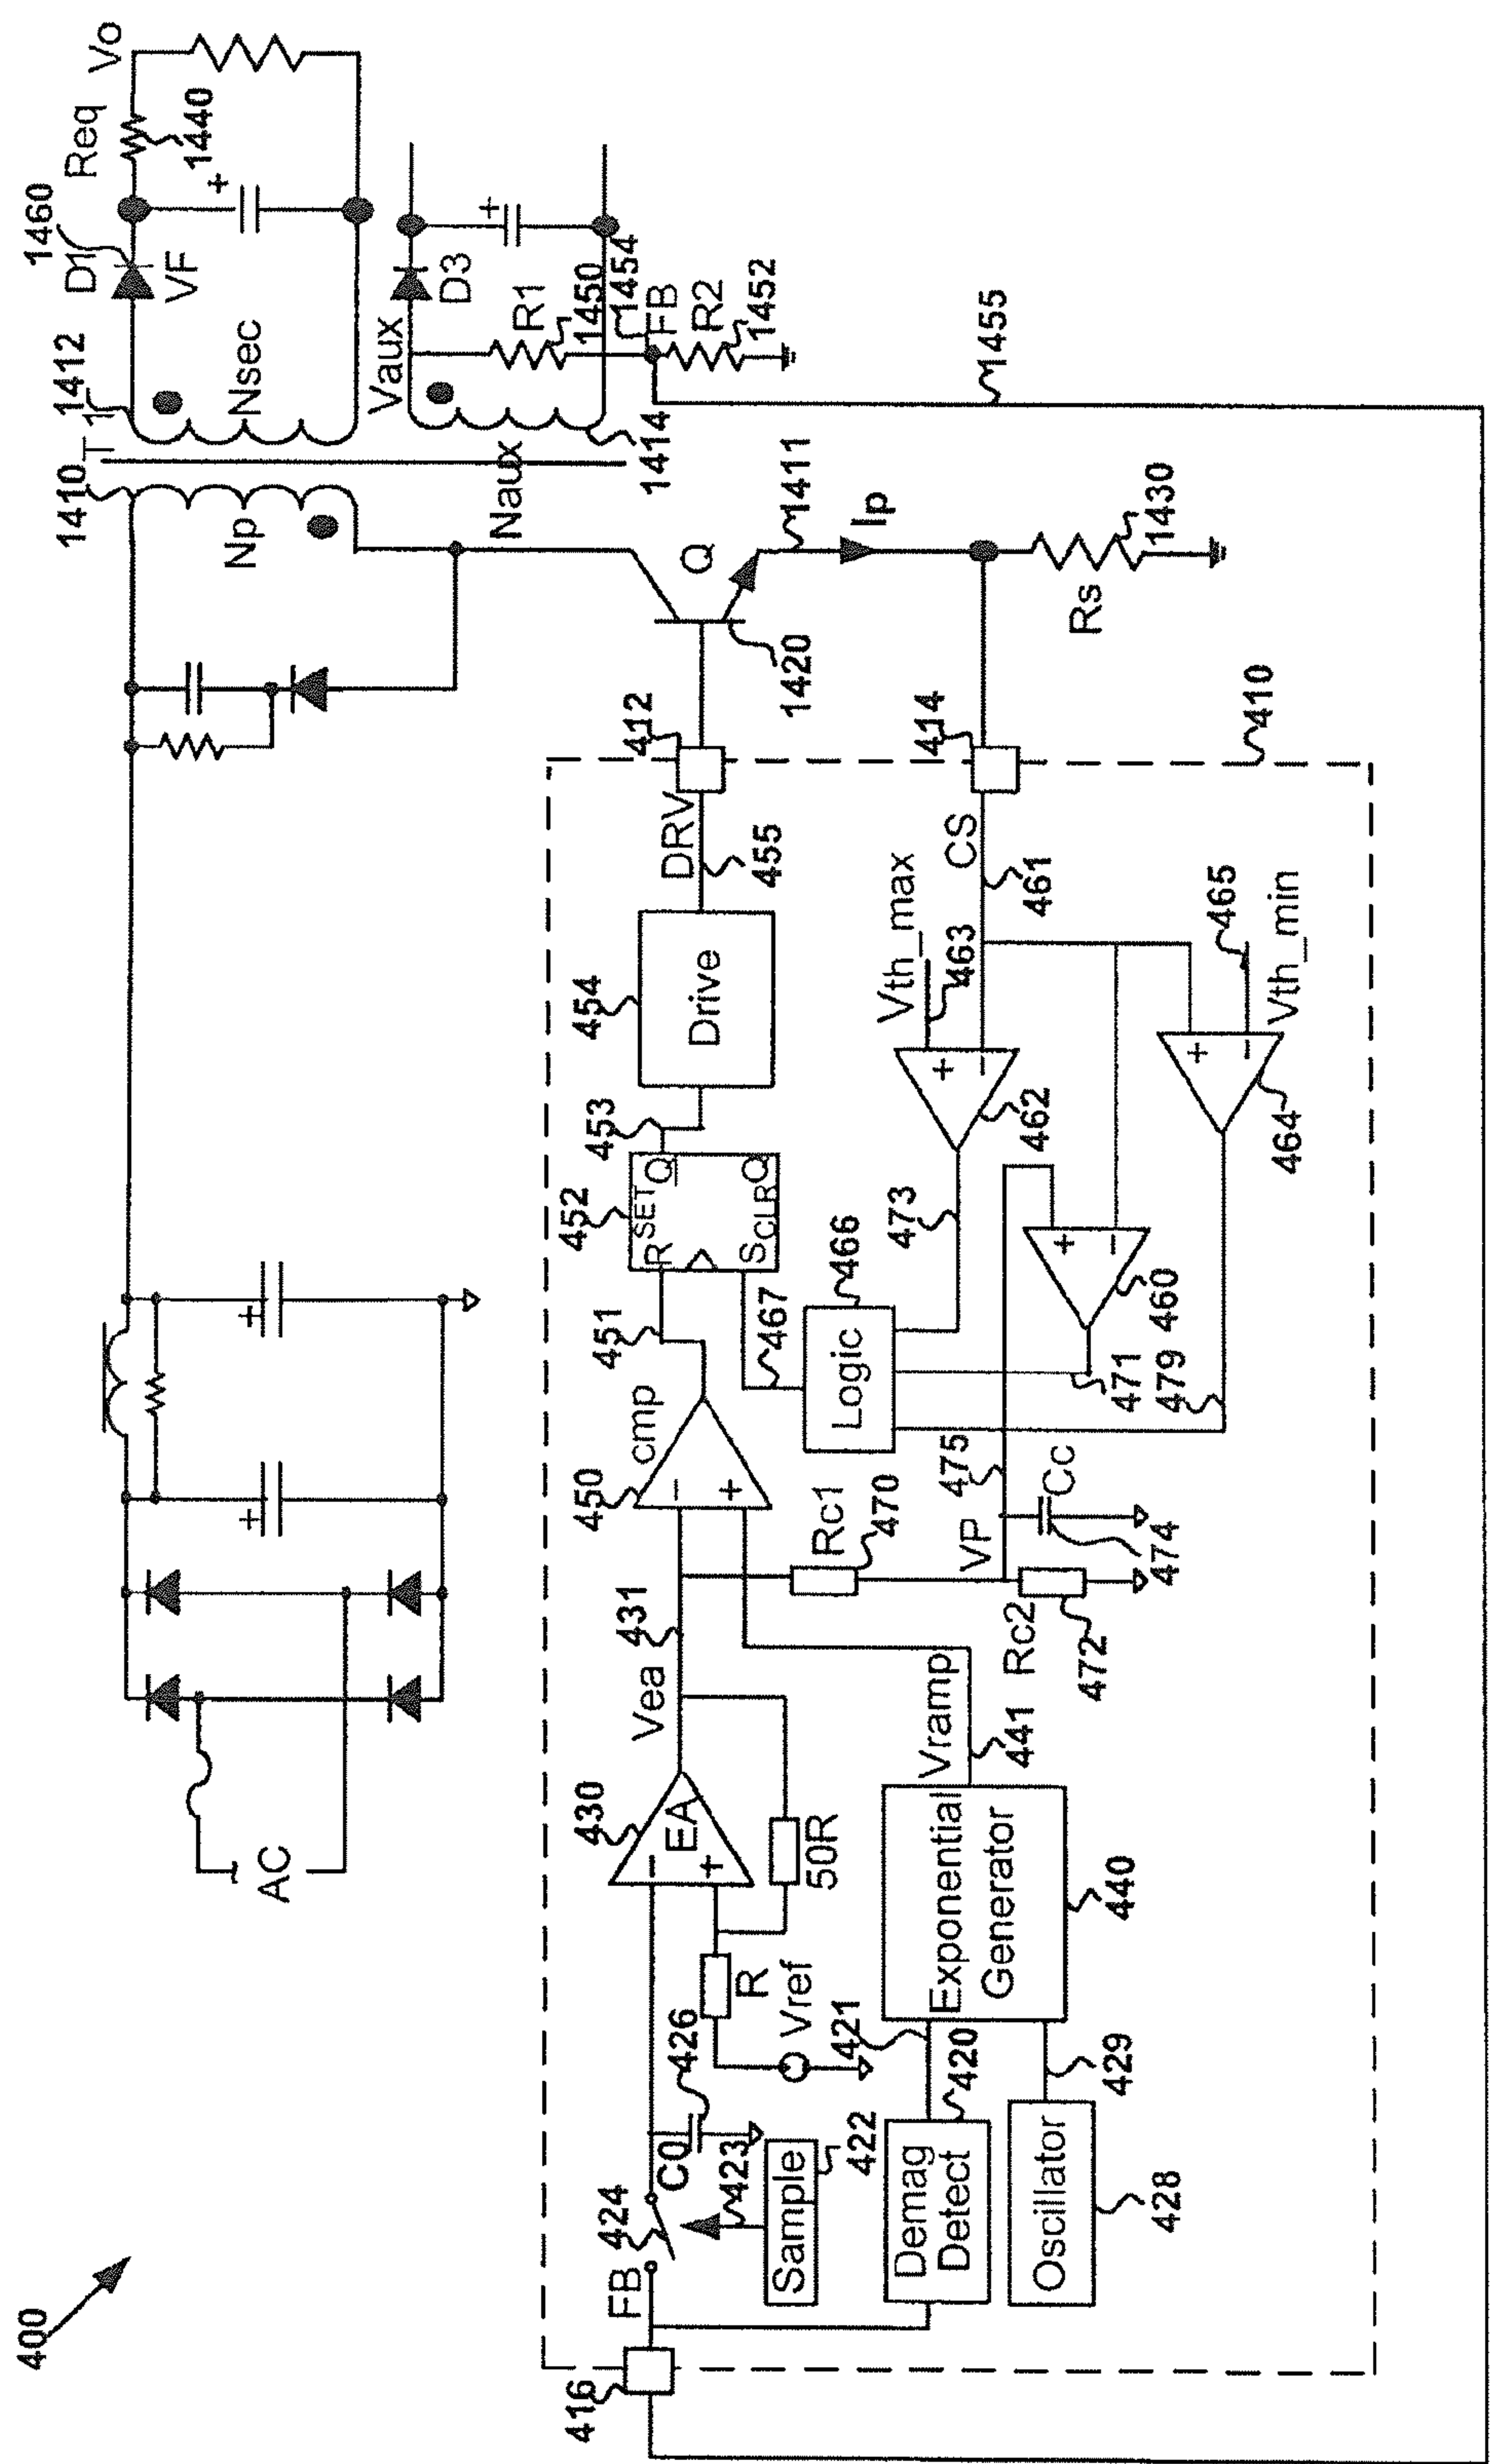 400
AC
1410
T1
1412
Np
Nsec
Naux
1460
D1
VF
Req
1440
Vo
Vaux
D3
R1
1450
1454
FB
R2
1452
1414
1455
Q
1420
1411
Ip
Rs
1430
416
FB
424
C0
426
423
Sample
422
R
Vref
430
EA
50R
Vea
431
450
cmp
451
452
R
SET
Q
S
CLR
Q
453
454
Drive
DRV
455
412
Demag
Detect
420
421
Oscillator
428
429
Exponential
Generator
440
Vramp
441
Rc1
470
VP
Rc2
472
475
Cc
474
467
Logic
466
473
471
479
460
462
Vth_max
463
CS
461
414
464
465
Vth_min
410